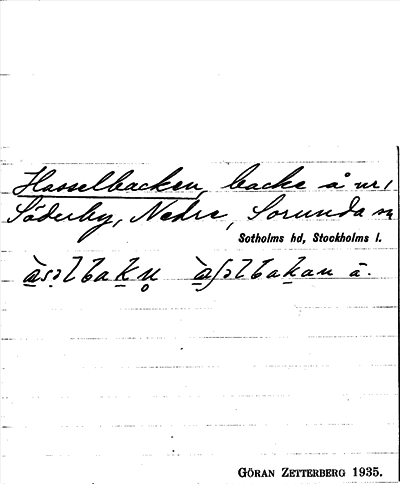 Hasselbacken, backe å nr 1
Söderby, Nedre, Sorunda sn
Sotholms hd, Stockholms l.
GÖRAN ZETTERBERG 1935.